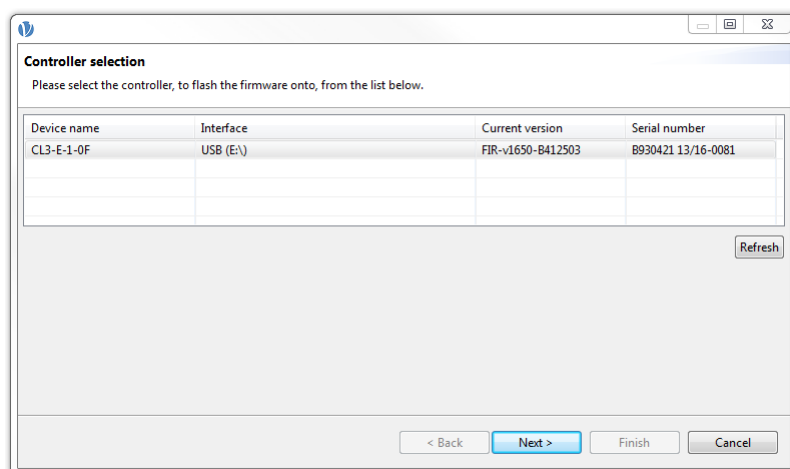 Controller selection
Please select the controller, to flash the firmware onto, from the list below.
Device name Interface Current version Serial number
CL3-E-1-0F USB (E:\) FIR-v1650-B412503 B930421 13/16-0081
Refresh
< Back Next > Finish Cancel